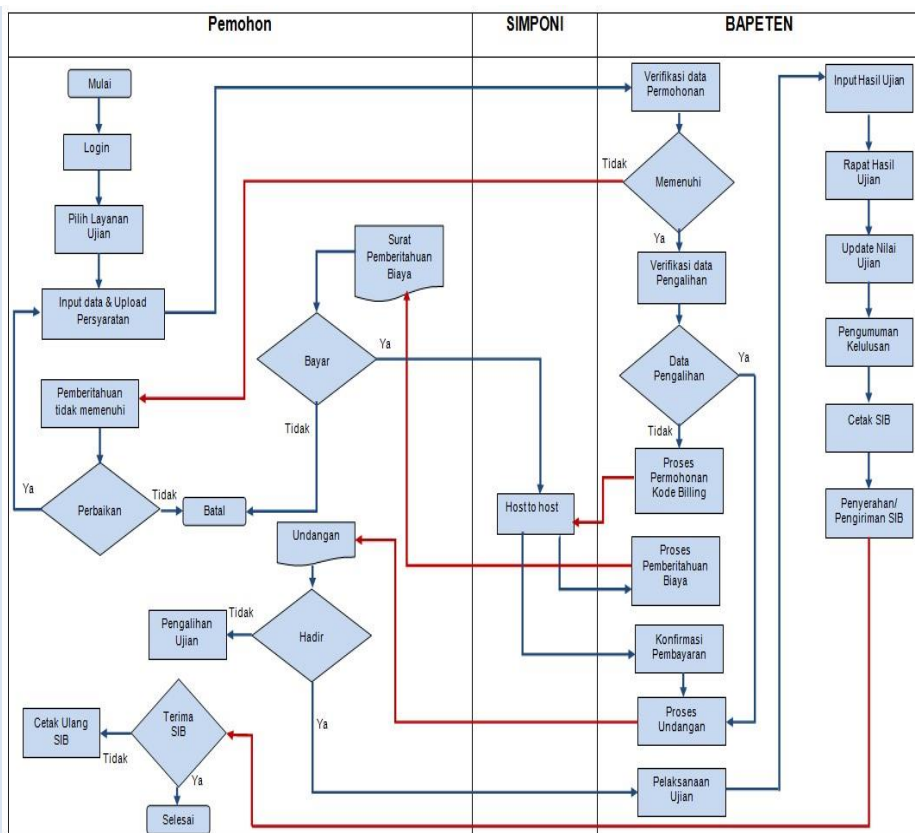 Pemohon
SIMPONI
BAPETEN
Mulai
Login
Pilih Layanan
Ujian
Input data & Upload
Persyaratan
Pemberitahuan
tidak memenuhi
Ya
Perbaikan
Tidak
Batal
Surat
Pemberitahuan
Biaya
Bayar
Ya
Tidak
Undangan
Hadir
Tidak
Pengalihan
Ujian
Ya
Terima
SIB
Tidak
Cetak Ulang
SIB
Ya
Selesai
Host to host
Verifikasi data
Permohonan
Tidak
Memenuhi
Ya
Verifikasi data
Pengalihan
Data
Pengalihan
Ya
Tidak
Proses
Permohonan
Kode Billing
Proses
Pemberitahuan
Biaya
Konfirmasi
Pembayaran
Proses
Undangan
Pelaksanaan
Ujian
Input Hasil Ujian
Rapat Hasil
Ujian
Update Nilai
Ujian
Pengumuman
Kelulusan
Cetak SIB
Penyerahan/
Pengiriman SIB